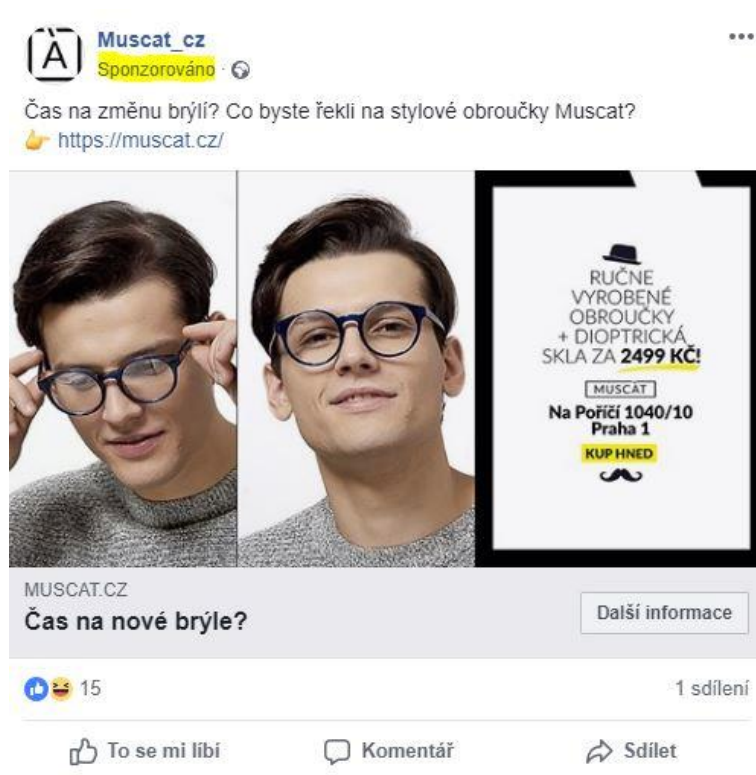 À
Muscat_cz
Sponzorováno ·
Čas na změnu brýlí? Co byste řekli na stylové obroučky Muscat?
👉 https://muscat.cz/
RUČNE
VYROBENÉ
OBROUČKY
+ DIOPTRICKÁ
SKLA ZA 2499 KČ!
MUSCAT
Na Poříčí 1040/10
Praha 1
KUP HNED
MUSCAT.CZ
Čas na nové brýle?
Další informace
15
1 sdílení
To se mi líbí
Komentář
Sdílet